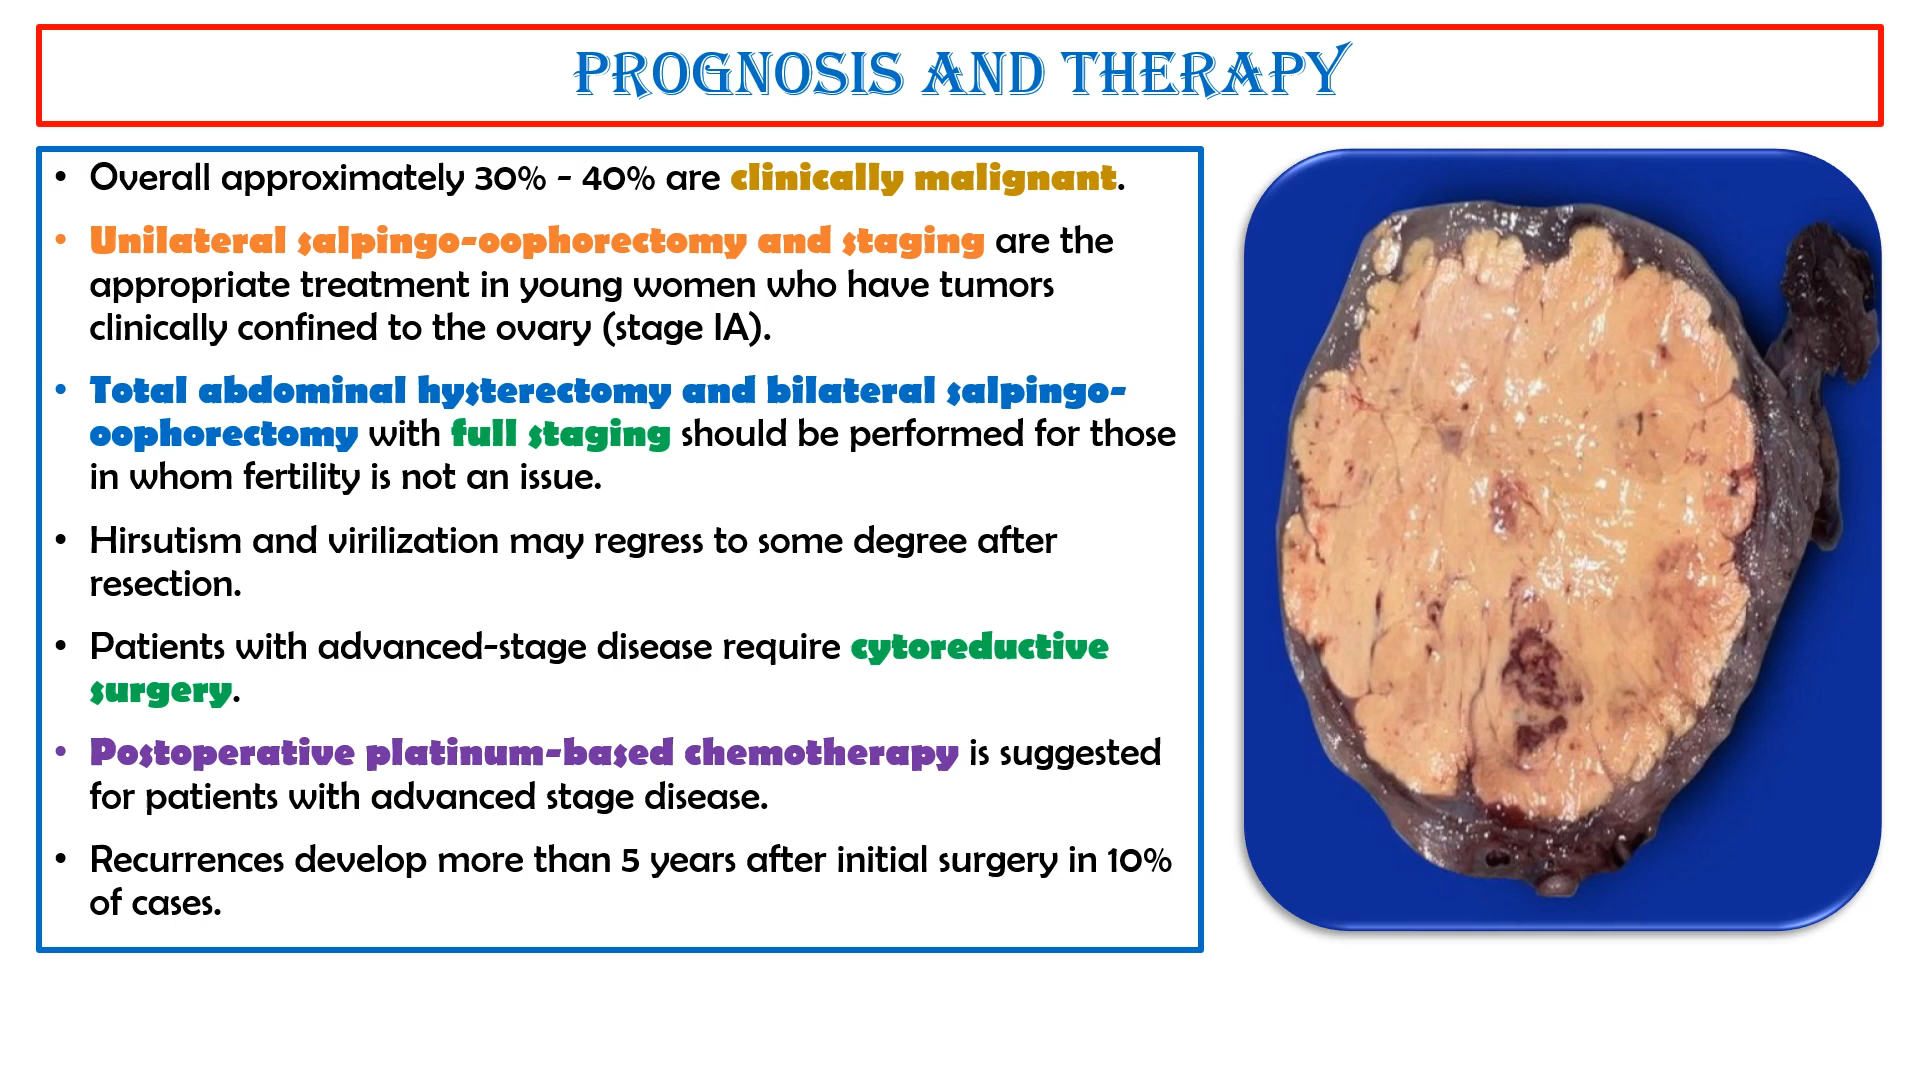 PROGNOSIS AND THERAPY
• Overall approximately 30% - 40% are clinically malignant.
• Unilateral salpingo-oophorectomy and staging are the
appropriate treatment in young women who have tumors
clinically confined to the ovary (stage IA).
• Total abdominal hysterectomy and bilateral salpingo-
oophorectomy with full staging should be performed for those
in whom fertility is not an issue.
• Hirsutism and virilization may regress to some degree after
resection.
• Patients with advanced-stage disease require cytoreductive
surgery.
• Postoperative platinum-based chemotherapy is suggested
for patients with advanced stage disease.
• Recurrences develop more than 5 years after initial surgery in 10%
of cases.